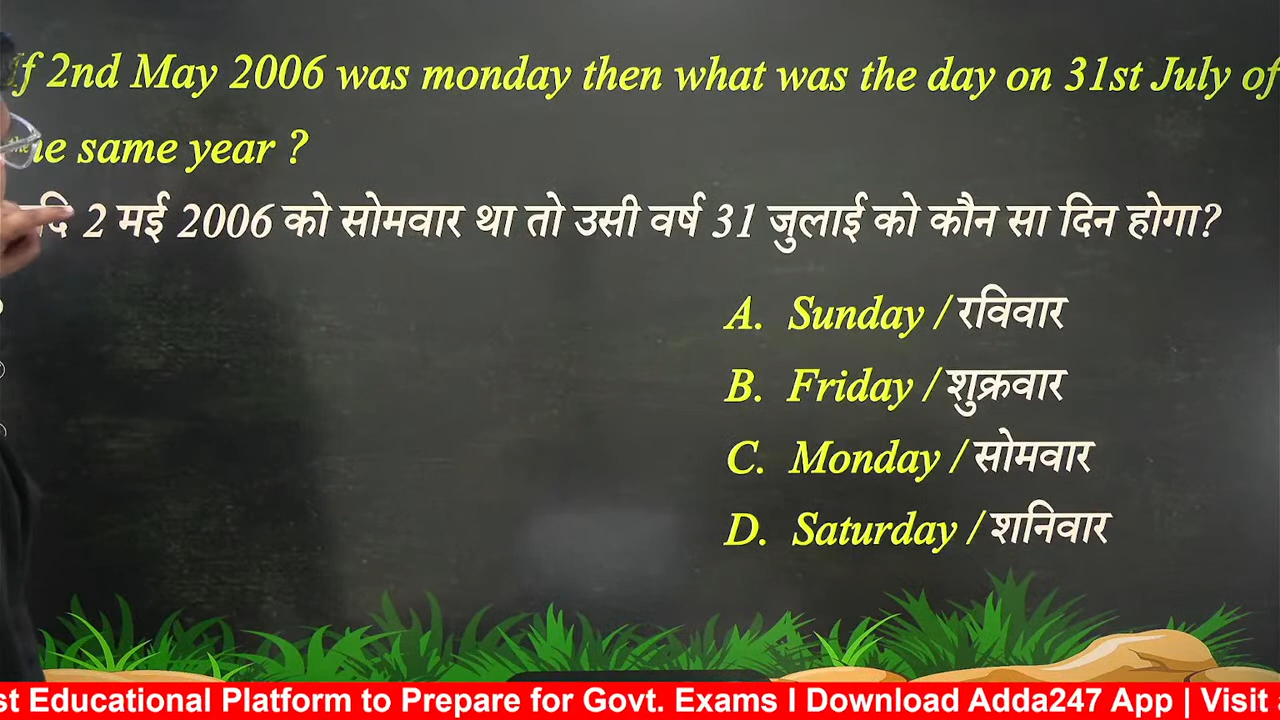 If 2nd May 2006 was monday then what was the day on 31st July of
same year ?
2 मई 2006 को सोमवार था तो उसी वर्ष 31 जुलाई को कौन सा दिन होगा?
A. Sunday / रविवार
B. Friday / शुक्रवार
C. Monday / सोमवार
D. Saturday / शनिवार
Educational Platform to Prepare for Govt. Exams I Download Adda247 App | Visit